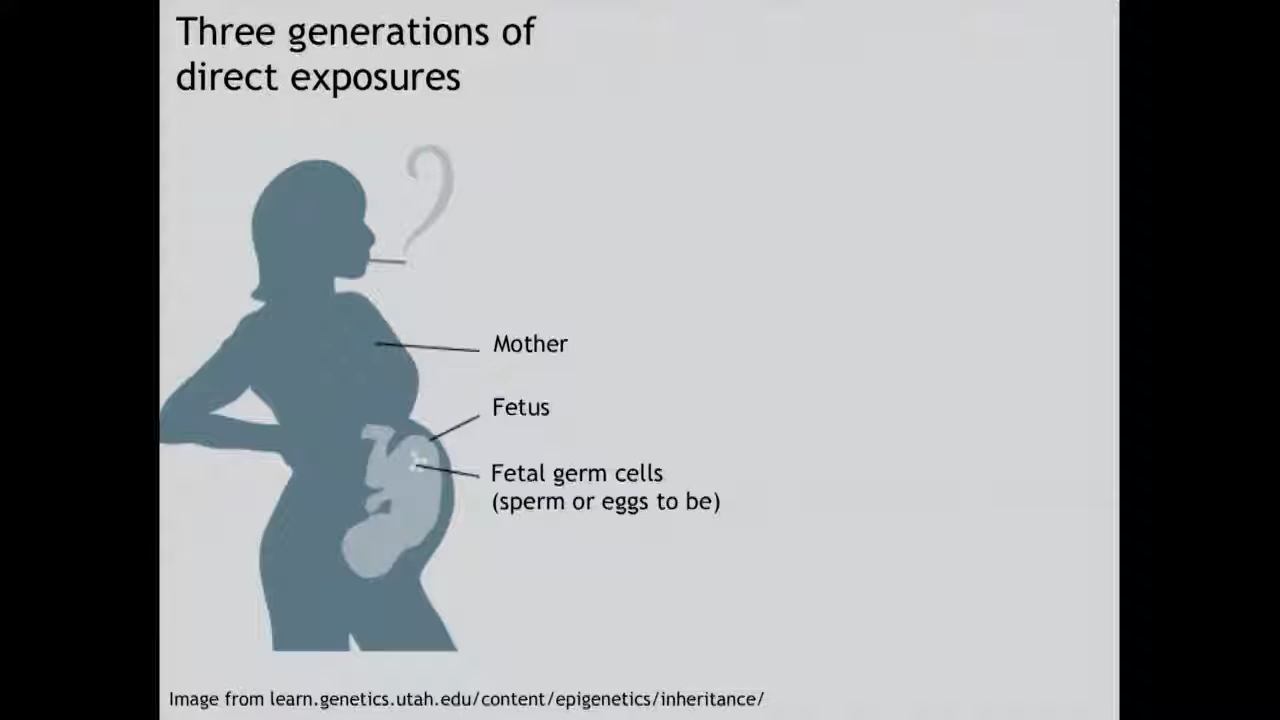 Three generations of
direct exposures
Mother
Fetus
Fetal germ cells
(sperm or eggs to be)
Image from learn.genetics.utah.edu/content/epigenetics/inheritance/